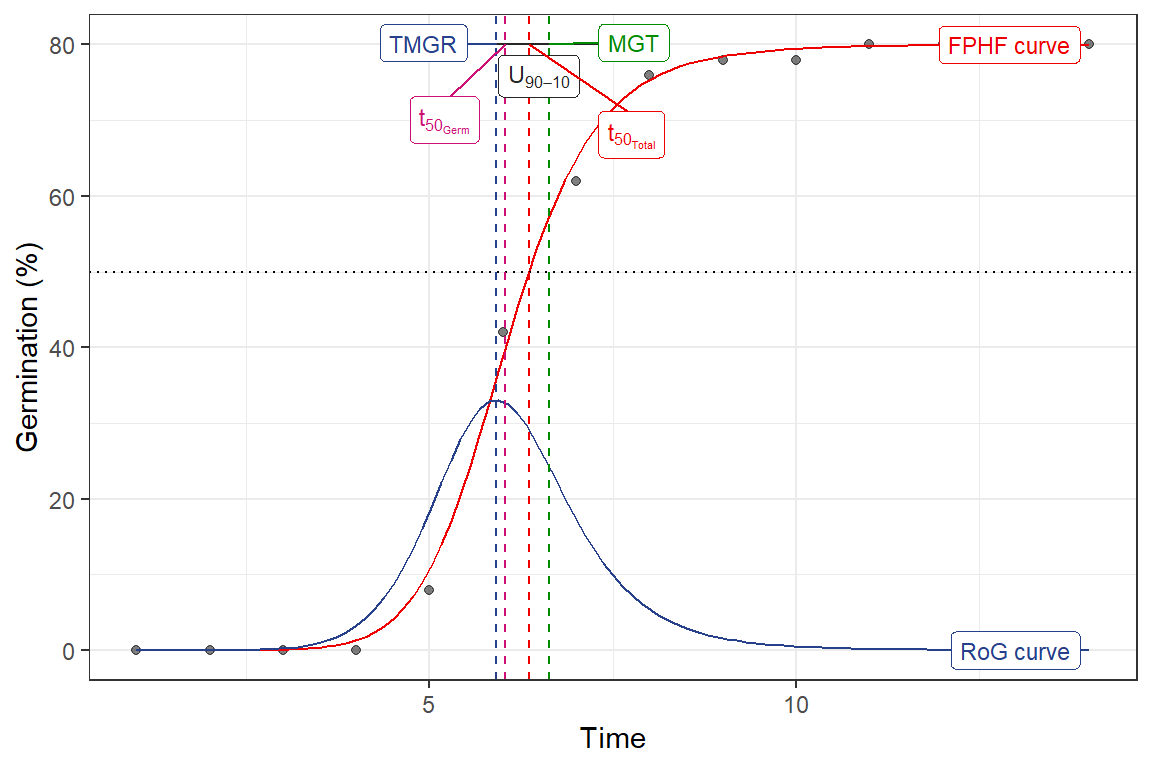 80
60
40
20
0
Germination (%)
TMGR
MGT
FPHF curve
U90−10
t50Germ
t50Total
RoG curve
5
10
Time